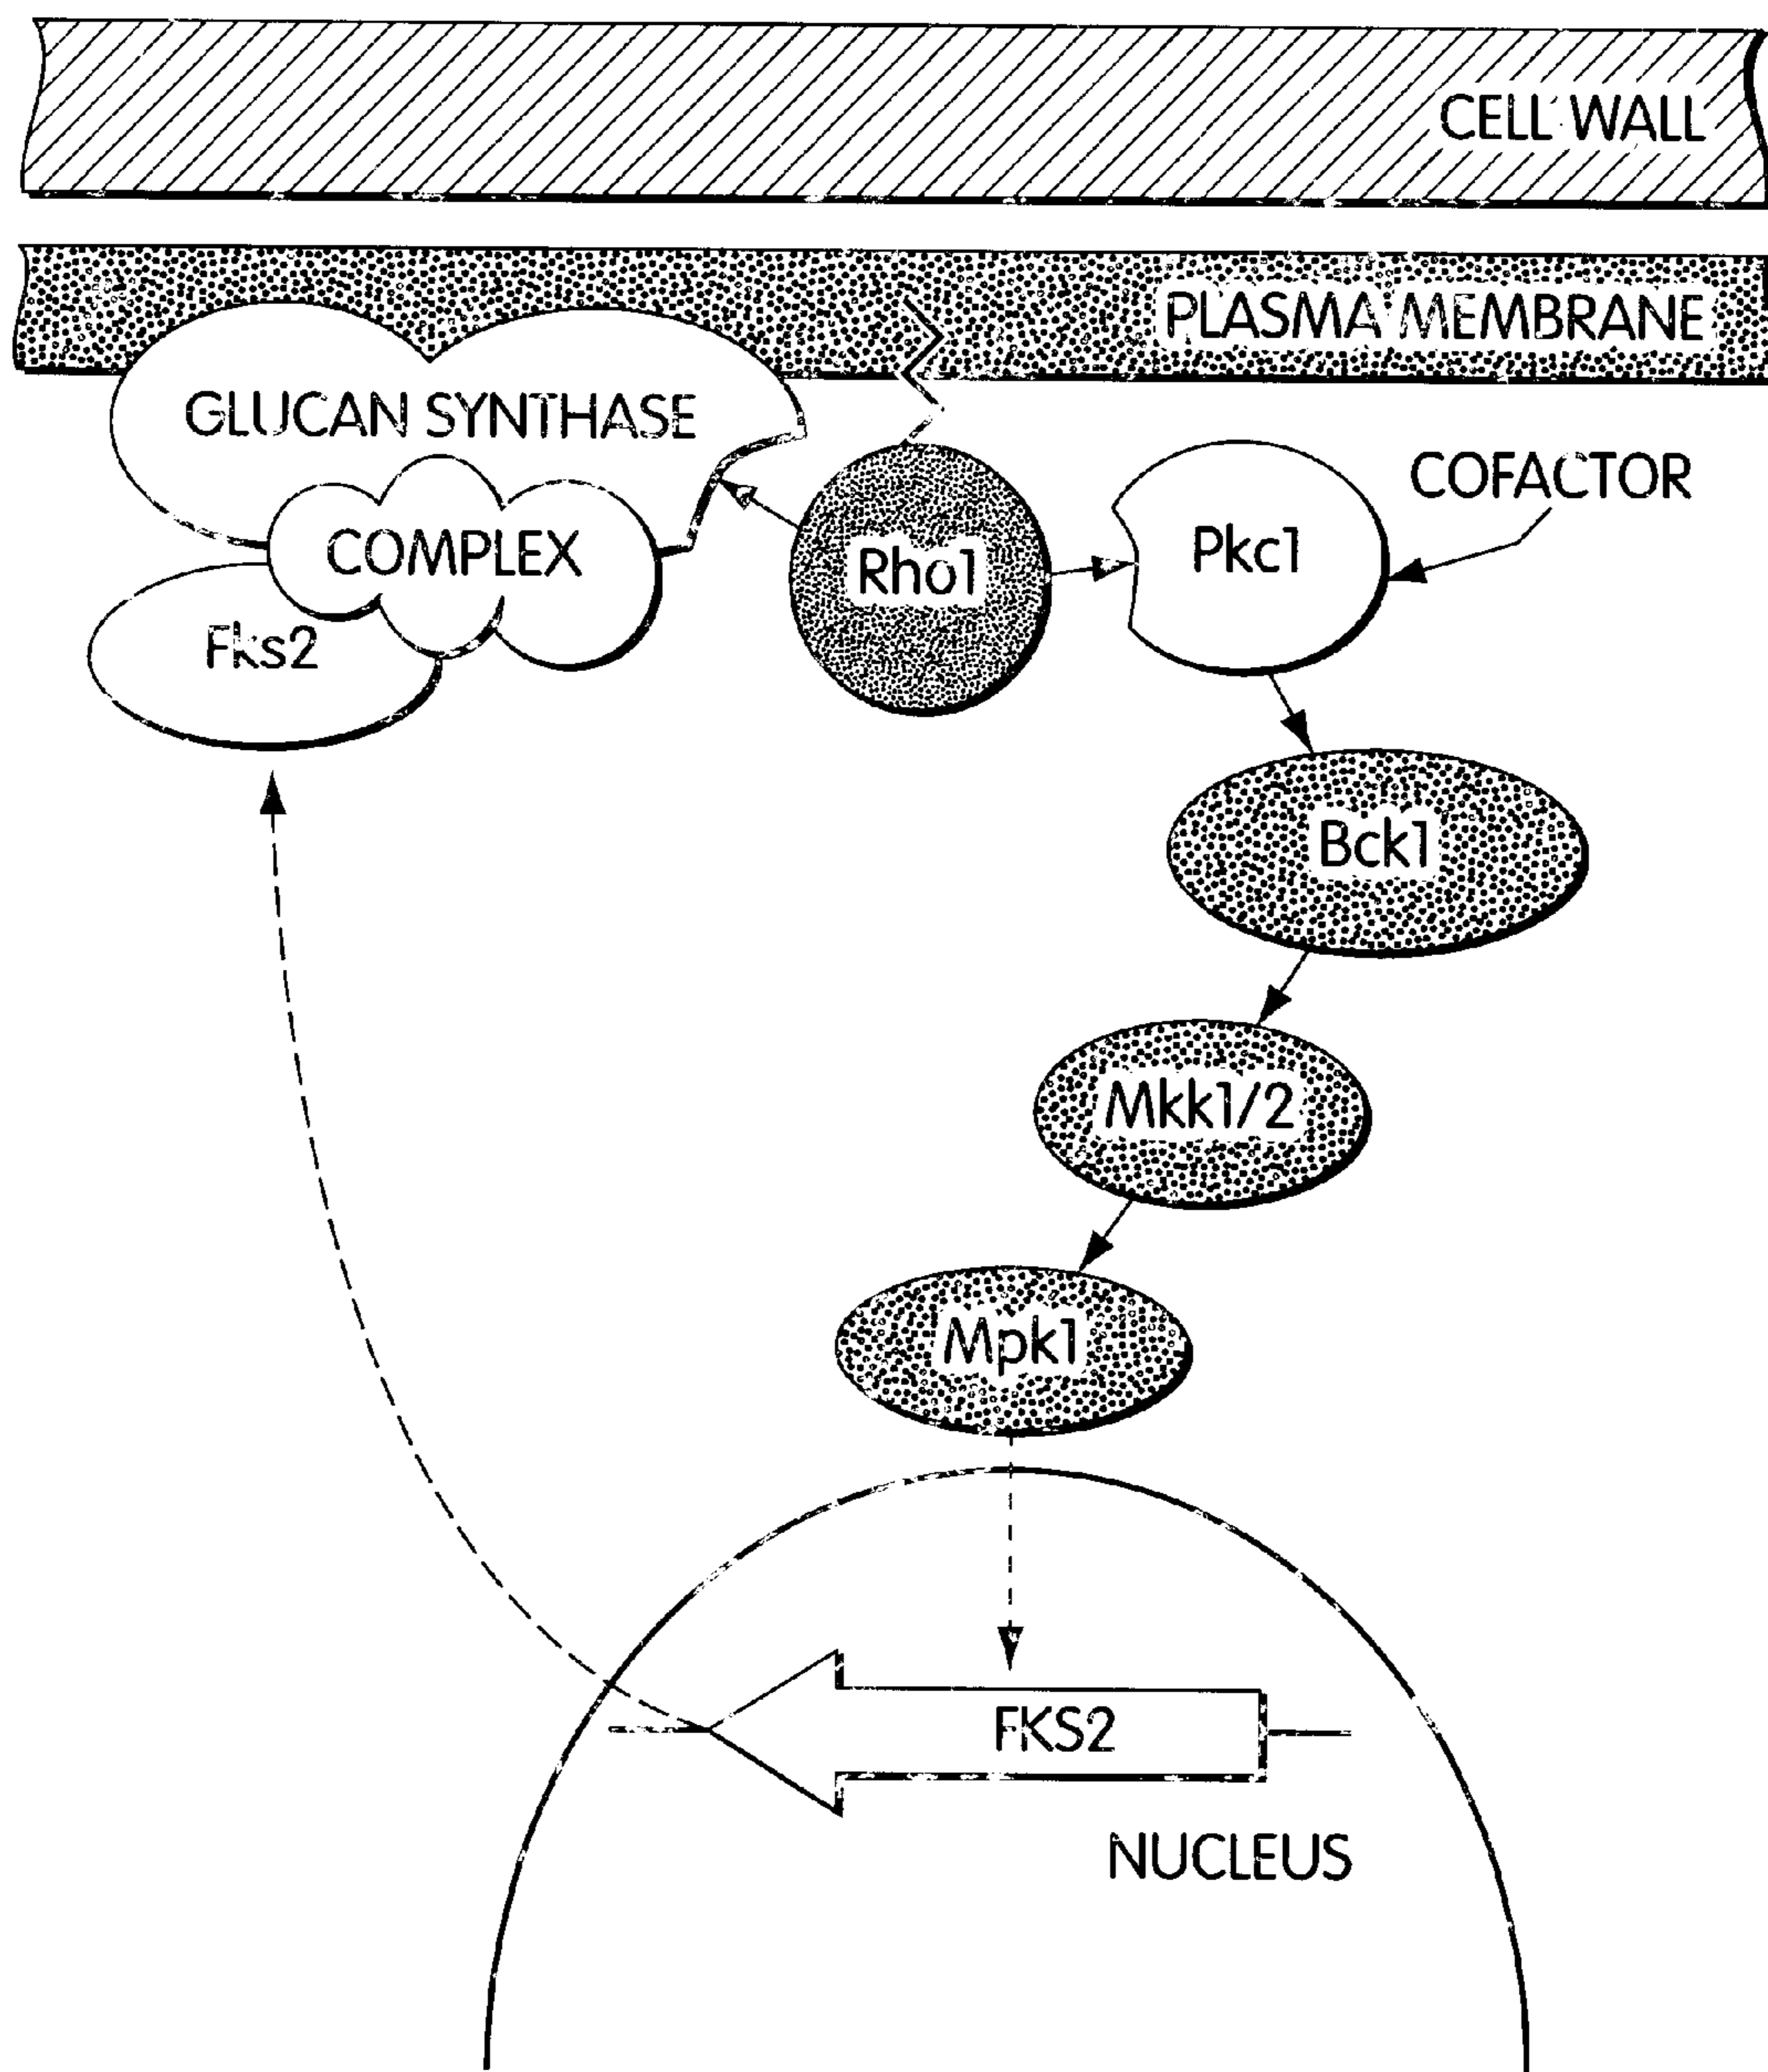 CELL WALL
PLASMA MEMBRANE
GLUCAN SYNTHASE
COMPLEX
Fks2
Rho1
Pkc1
COFACTOR
Bck1
Mkk1/2
Mpk1
FKS2
NUCLEUS